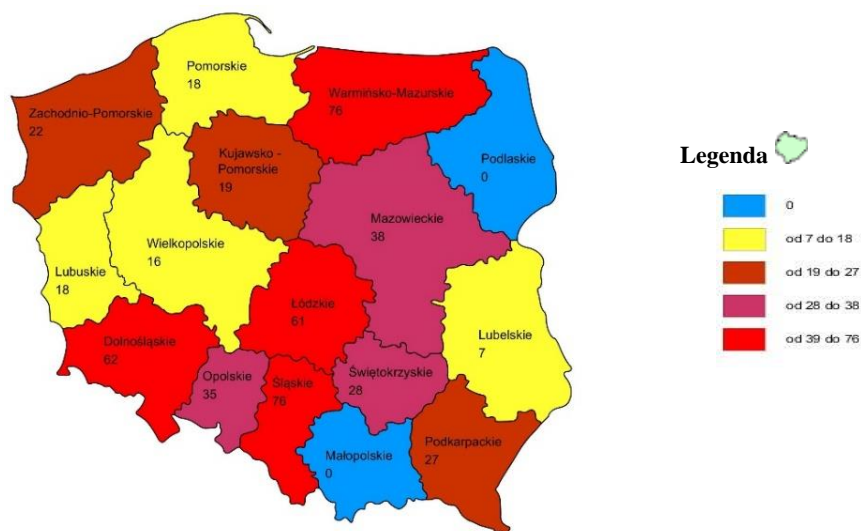 Pomorskie
18
Warmińsko-Mazurskie
76
Zachodnio-Pomorskie
22
Kujawsko -
Pomorskie
19
Podlaskie
0
Mazowieckie
38
Wielkopolskie
16
Lubuskie
18
Łódzkie
61
Lubelskie
7
Dolnośląskie
62
Opolskie
35
Śląskie
76
Świętokrzyskie
28
Małopolskie
0
Podkarpackie
27
Legenda
0
od 7 do 18
od 19 do 27
od 28 do 38
od 39 do 76